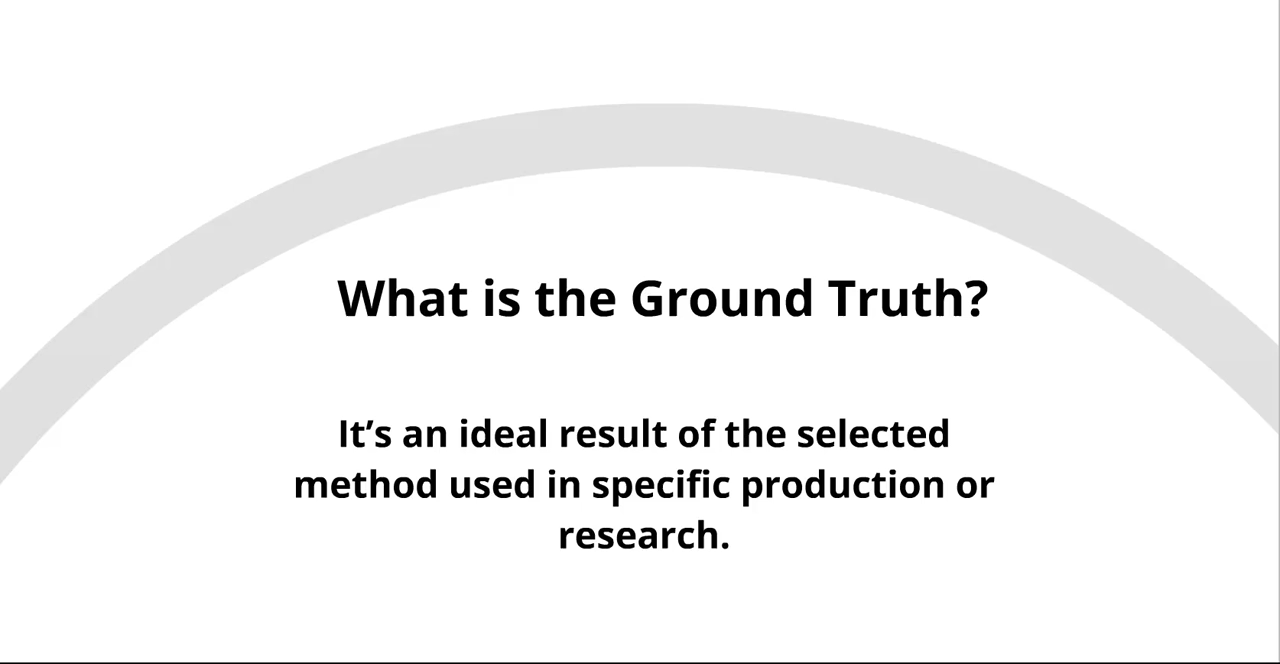 What is the Ground Truth?
It’s an ideal result of the selected
method used in specific production or
research.